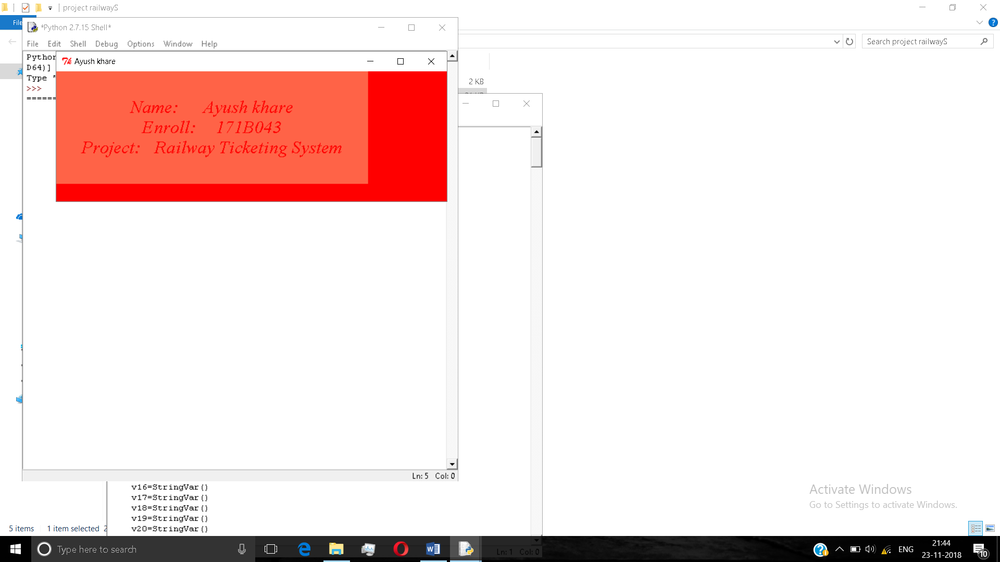 project railwayS
File
?
*Python 2.7.15 Shell*
File Edit Shell Debug Options Window Help
Search project railwayS
Python
D64)]
Type "
>>>
======
Ayush khare
2 KB
Name: Ayush khare
Enroll: 171B043
Project: Railway Ticketing System
Ln: 5 Col: 0
v16=StringVar()
v17=StringVar()
v18=StringVar()
v19=StringVar()
v20=StringVar()
Activate Windows
Go to Settings to activate Windows.
5 items 1 item selected 2
Ln: 1 Col: 0
Type here to search
ENG
21:44
23-11-2018
10